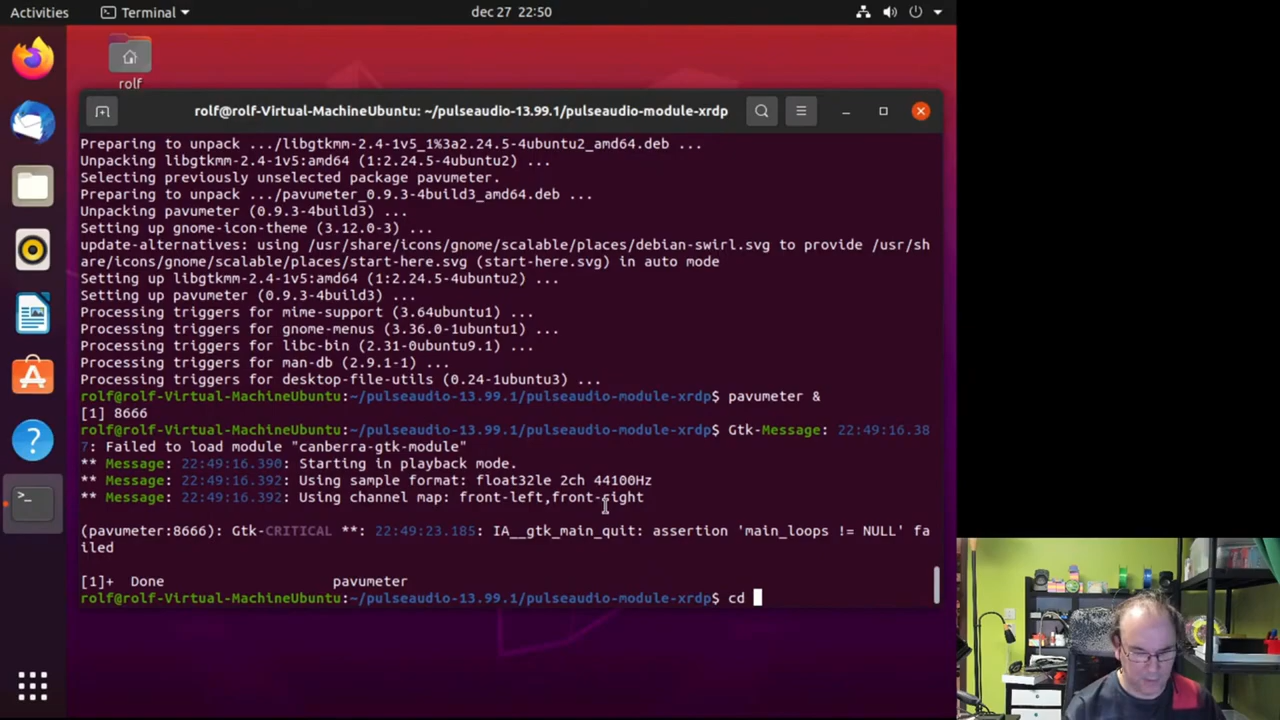 Activities
Terminal
dec 27 22:50
rolf
rolf@rolf-Virtual-MachineUbuntu: ~/pulseaudio-13.99.1/pulseaudio-module-xrdp
Preparing to unpack .../libgtkmm-2.4-1v5_1%3a2.24.5-4ubuntu2_amd64.deb ...
Unpacking libgtkmm-2.4-1v5:amd64 (1:2.24.5-4ubuntu2) ...
Selecting previously unselected package pavumeter.
Preparing to unpack .../pavumeter_0.9.3-4build3_amd64.deb ...
Unpacking pavumeter (0.9.3-4build3) ...
Setting up gnome-icon-theme (3.12.0-3) ...
update-alternatives: using /usr/share/icons/gnome/scalable/places/debian-swirl.svg to provide /usr/sh
are/icons/gnome/scalable/places/start-here.svg (start-here.svg) in auto mode
Setting up libgtkmm-2.4-1v5:amd64 (1:2.24.5-4ubuntu2) ...
Setting up pavumeter (0.9.3-4build3) ...
Processing triggers for mime-support (3.64ubuntu1) ...
Processing triggers for gnome-menus (3.36.0-1ubuntu1) ...
Processing triggers for libc-bin (2.31-0ubuntu9.1) ...
Processing triggers for man-db (2.9.1-1) ...
Processing triggers for desktop-file-utils (0.24-1ubuntu3) ...
rolf@rolf-Virtual-MachineUbuntu:~/pulseaudio-13.99.1/pulseaudio-module-xrdp$ pavumeter &
[1] 8666
rolf@rolf-Virtual-MachineUbuntu:~/pulseaudio-13.99.1/pulseaudio-module-xrdp$ Gtk-Message: 22:49:16.38
7: Failed to load module "canberra-gtk-module"
** Message: 22:49:16.390: Starting in playback mode.
** Message: 22:49:16.392: Using sample format: float32le 2ch 44100Hz
** Message: 22:49:16.392: Using channel map: front-left,front-right
(pavumeter:8666): Gtk-CRITICAL **: 22:49:23.185: IA__gtk_main_quit: assertion 'main_loops != NULL' fa
iled
[1]+  Done                    pavumeter
rolf@rolf-Virtual-MachineUbuntu:~/pulseaudio-13.99.1/pulseaudio-module-xrdp$ cd